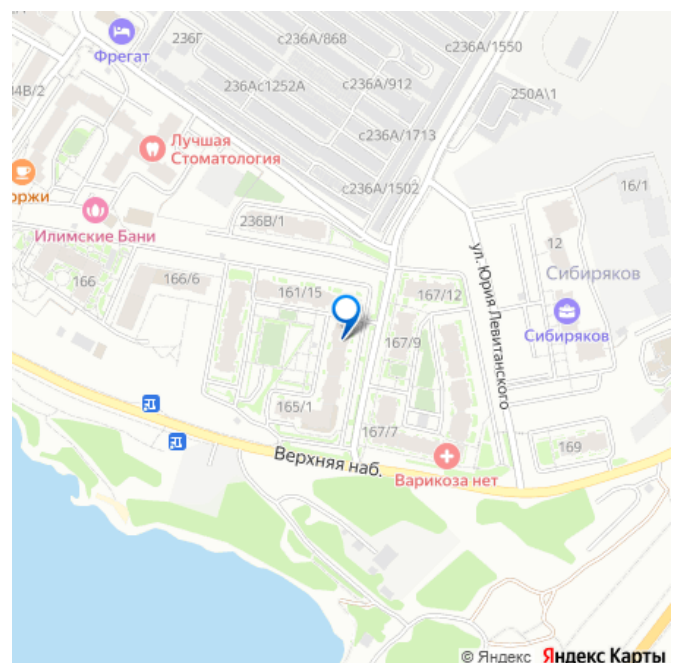 236Г
с236А/868
с236А/1550
Фрегат
34В/2
236Ас1252А
с236А/912
250А\1
с236А/1713
Лучшая
Стоматология
с236А/1502
16/1
оржи
236В/1
Илимские Бани
12
Сибиряков
ул. Юрия Левитанского
166
166/6
161/15
167/12
Сибиряков
167/9
165/1
167/7
169
Верхняя наб.
Варикоза нет
© Яндекс Яндекс Карты